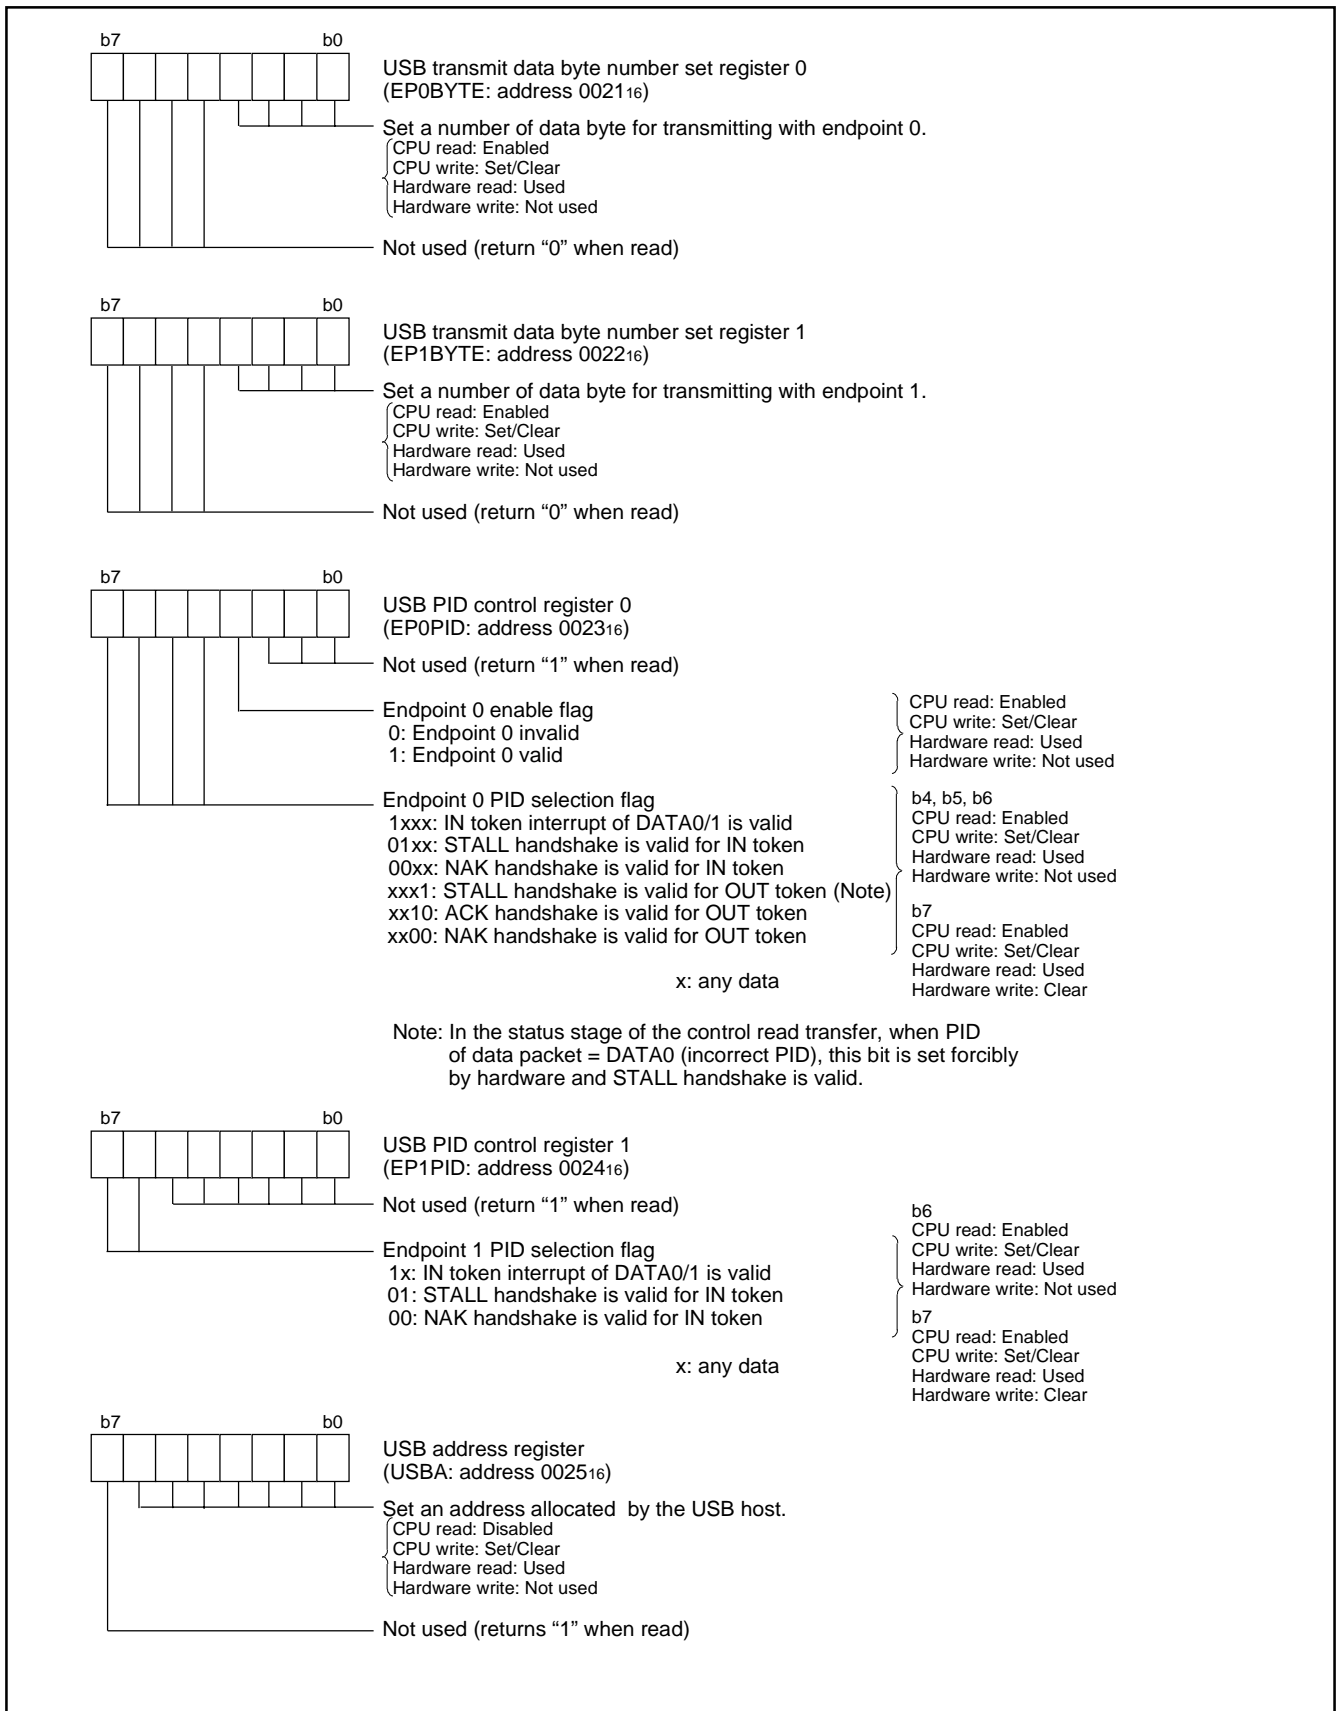 b7 b0
USB transmit data byte number set register 0
(EP0BYTE: address 002116)
Set a number of data byte for transmitting with endpoint 0.
CPU read: Enabled
CPU write: Set/Clear
Hardware read: Used
Hardware write: Not used
Not used (return “0” when read)
b7 b0
USB transmit data byte number set register 1
(EP1BYTE: address 002216)
Set a number of data byte for transmitting with endpoint 1.
CPU read: Enabled
CPU write: Set/Clear
Hardware read: Used
Hardware write: Not used
Not used (return “0” when read)
b7 b0
USB PID control register 0
(EP0PID: address 002316)
Not used (return “1” when read)
Endpoint 0 enable flag
0: Endpoint 0 invalid
1: Endpoint 0 valid
CPU read: Enabled
CPU write: Set/Clear
Hardware read: Used
Hardware write: Not used
Endpoint 0 PID selection flag
1xxx: IN token interrupt of DATA0/1 is valid
01xx: STALL handshake is valid for IN token
00xx: NAK handshake is valid for IN token
xxx1: STALL handshake is valid for OUT token (Note)
xx10: ACK handshake is valid for OUT token
xx00: NAK handshake is valid for OUT token
x: any data
b4, b5, b6
CPU read: Enabled
CPU write: Set/Clear
Hardware read: Used
Hardware write: Not used
b7
CPU read: Enabled
CPU write: Set/Clear
Hardware read: Used
Hardware write: Clear
Note: In the status stage of the control read transfer, when PID
of data packet = DATA0 (incorrect PID), this bit is set forcibly
by hardware and STALL handshake is valid.
b7 b0
USB PID control register 1
(EP1PID: address 002416)
Not used (return “1” when read)
Endpoint 1 PID selection flag
1x: IN token interrupt of DATA0/1 is valid
01: STALL handshake is valid for IN token
00: NAK handshake is valid for IN token
x: any data
b6
CPU read: Enabled
CPU write: Set/Clear
Hardware read: Used
Hardware write: Not used
b7
CPU read: Enabled
CPU write: Set/Clear
Hardware read: Used
Hardware write: Clear
b7 b0
USB address register
(USBA: address 002516)
Set an address allocated by the USB host.
CPU read: Disabled
CPU write: Set/Clear
Hardware read: Used
Hardware write: Not used
Not used (returns “1” when read)